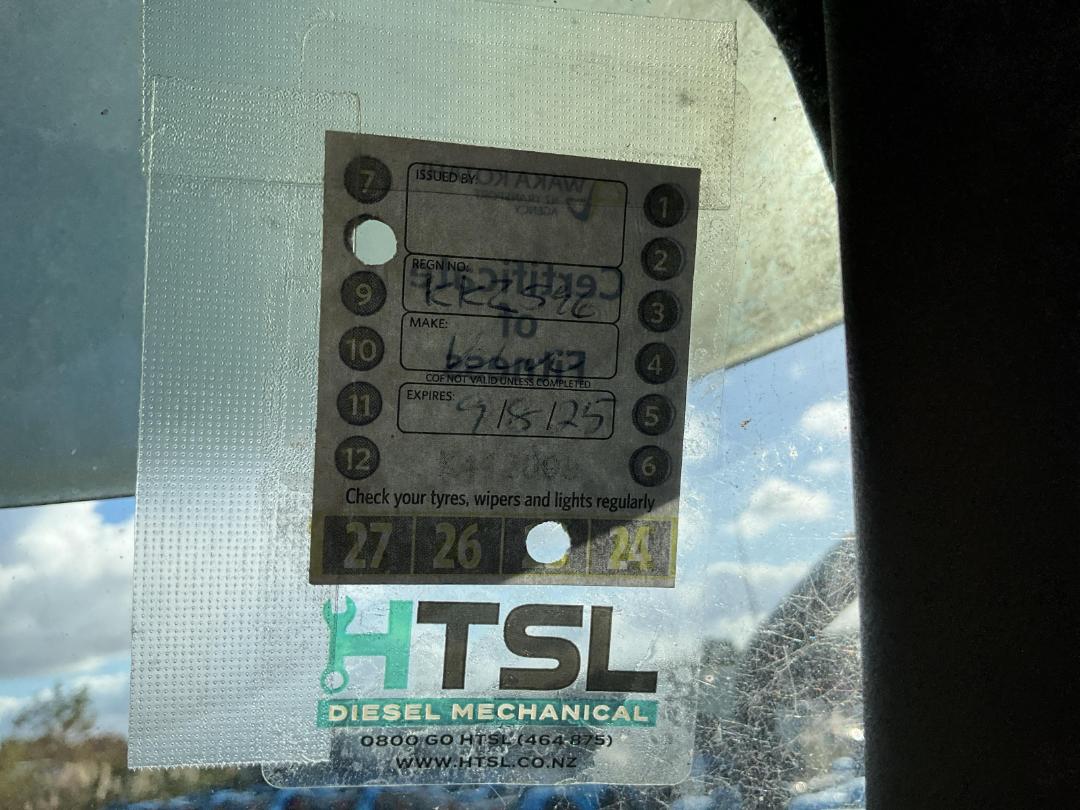 7
ISSUED BY:
WAKA KO
NZ TRANSPORT
AGENCY
1
2
REGN NO:
Certificate
9
3
of
MAKE:
10
4
Fitness
COF NOT VALID UNLESS COMPLETED
EXPIRES:
11
9/8/25
5
12
6
Check your tyres, wipers and lights regularly
27 26 24
HTSL
DIESEL MECHANICAL
0800 GO HTSL (464 875)
WWW.HTSL.CO.NZ